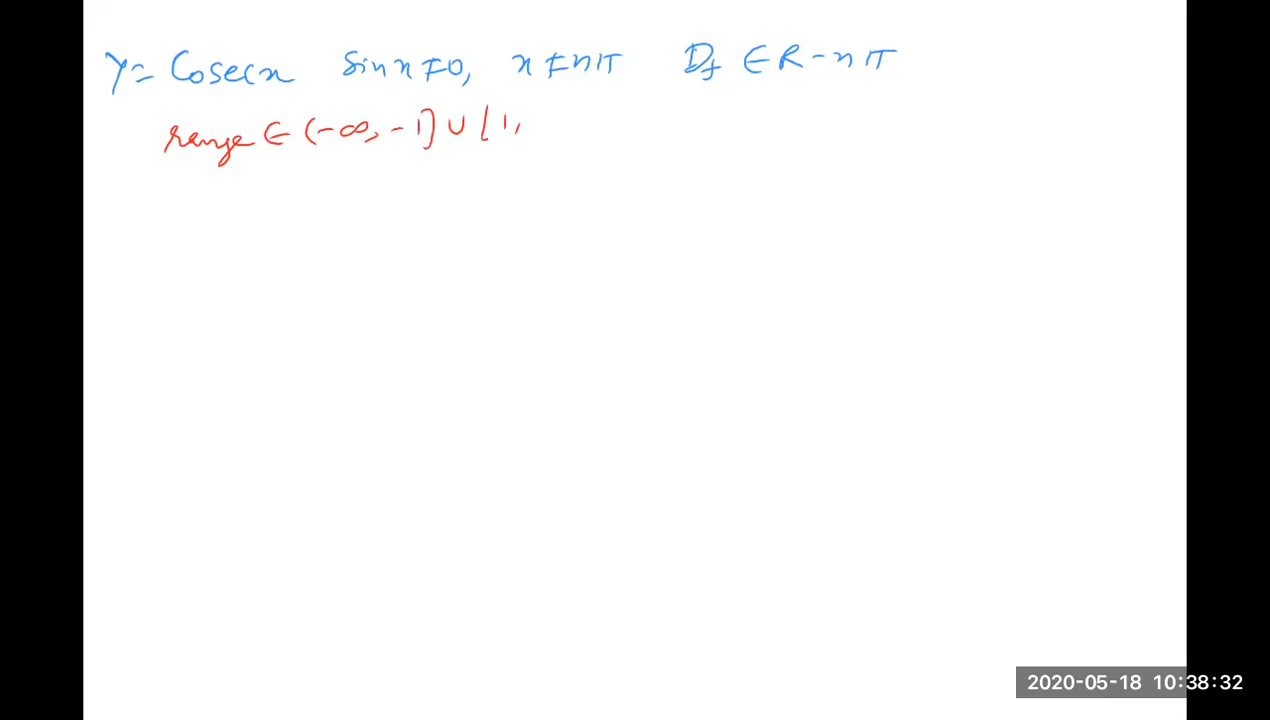 y= Cosecx sinx≠0, x≠nπ Df ∈R-nπ
range ∈ (-∞, -1] ∪ [1,
2020-05-18 10:38:32